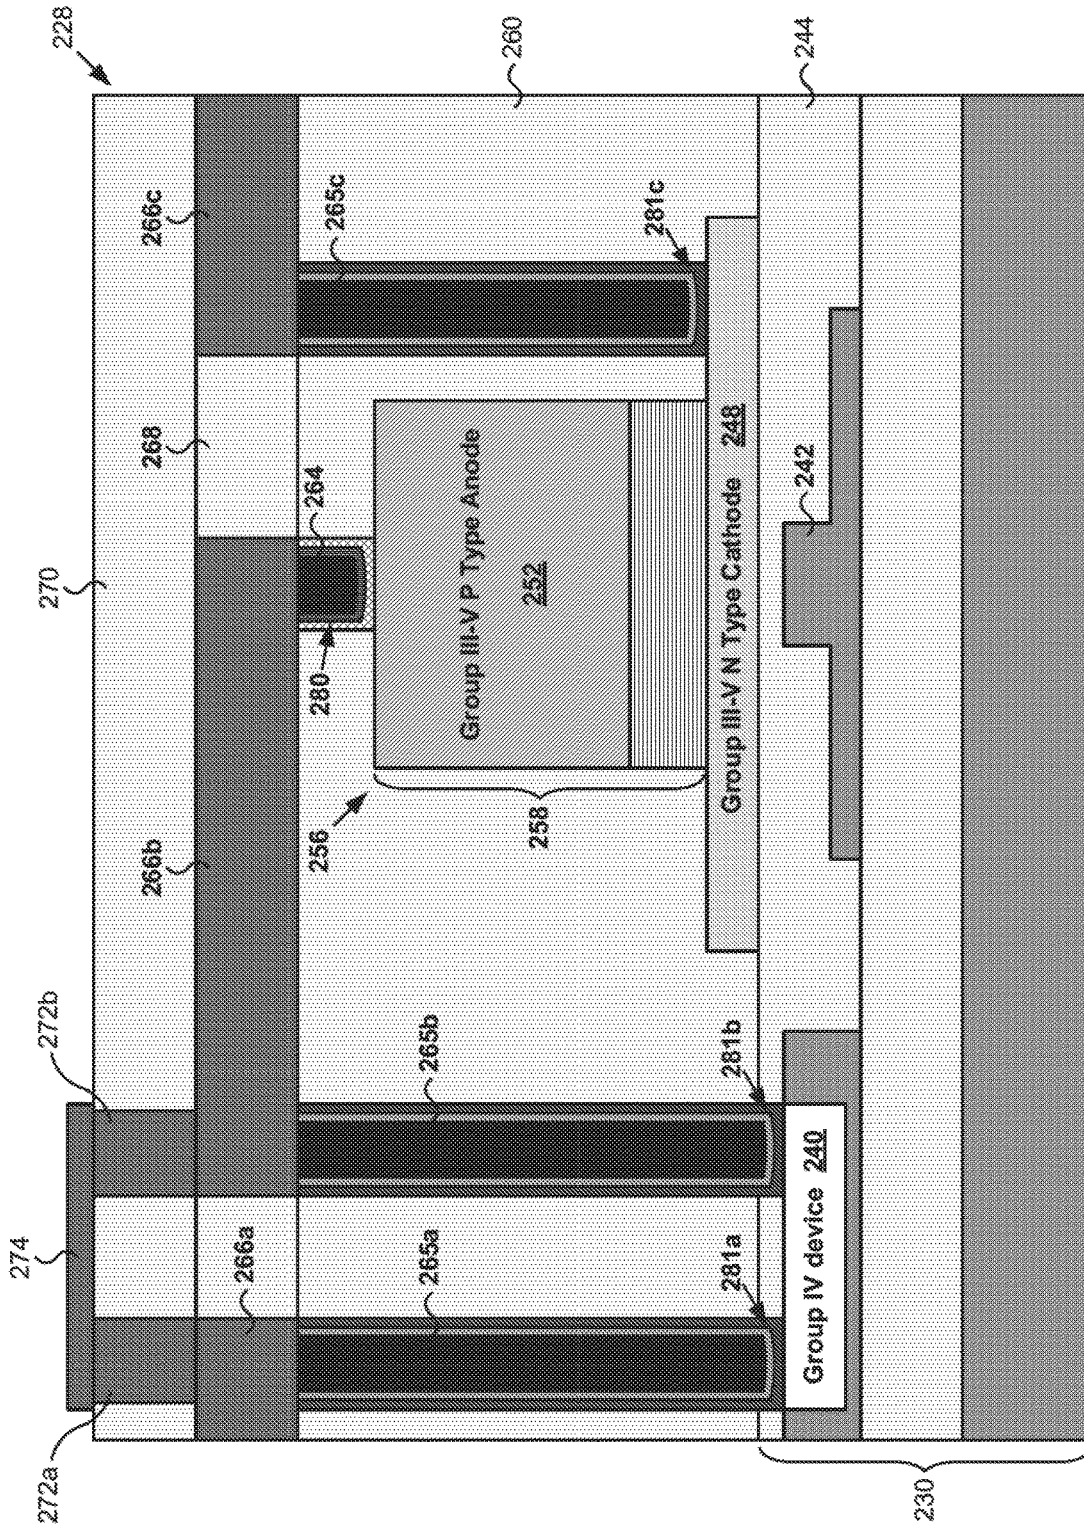 228
260
244
266c
265c
281c
268
264
270
280
Group III-V P Type Anode
252
Group III-V N Type Cathode 248
242
256
258
266b
272b
265b
281b
274
266a
265a
281a
Group IV device 240
272a
230